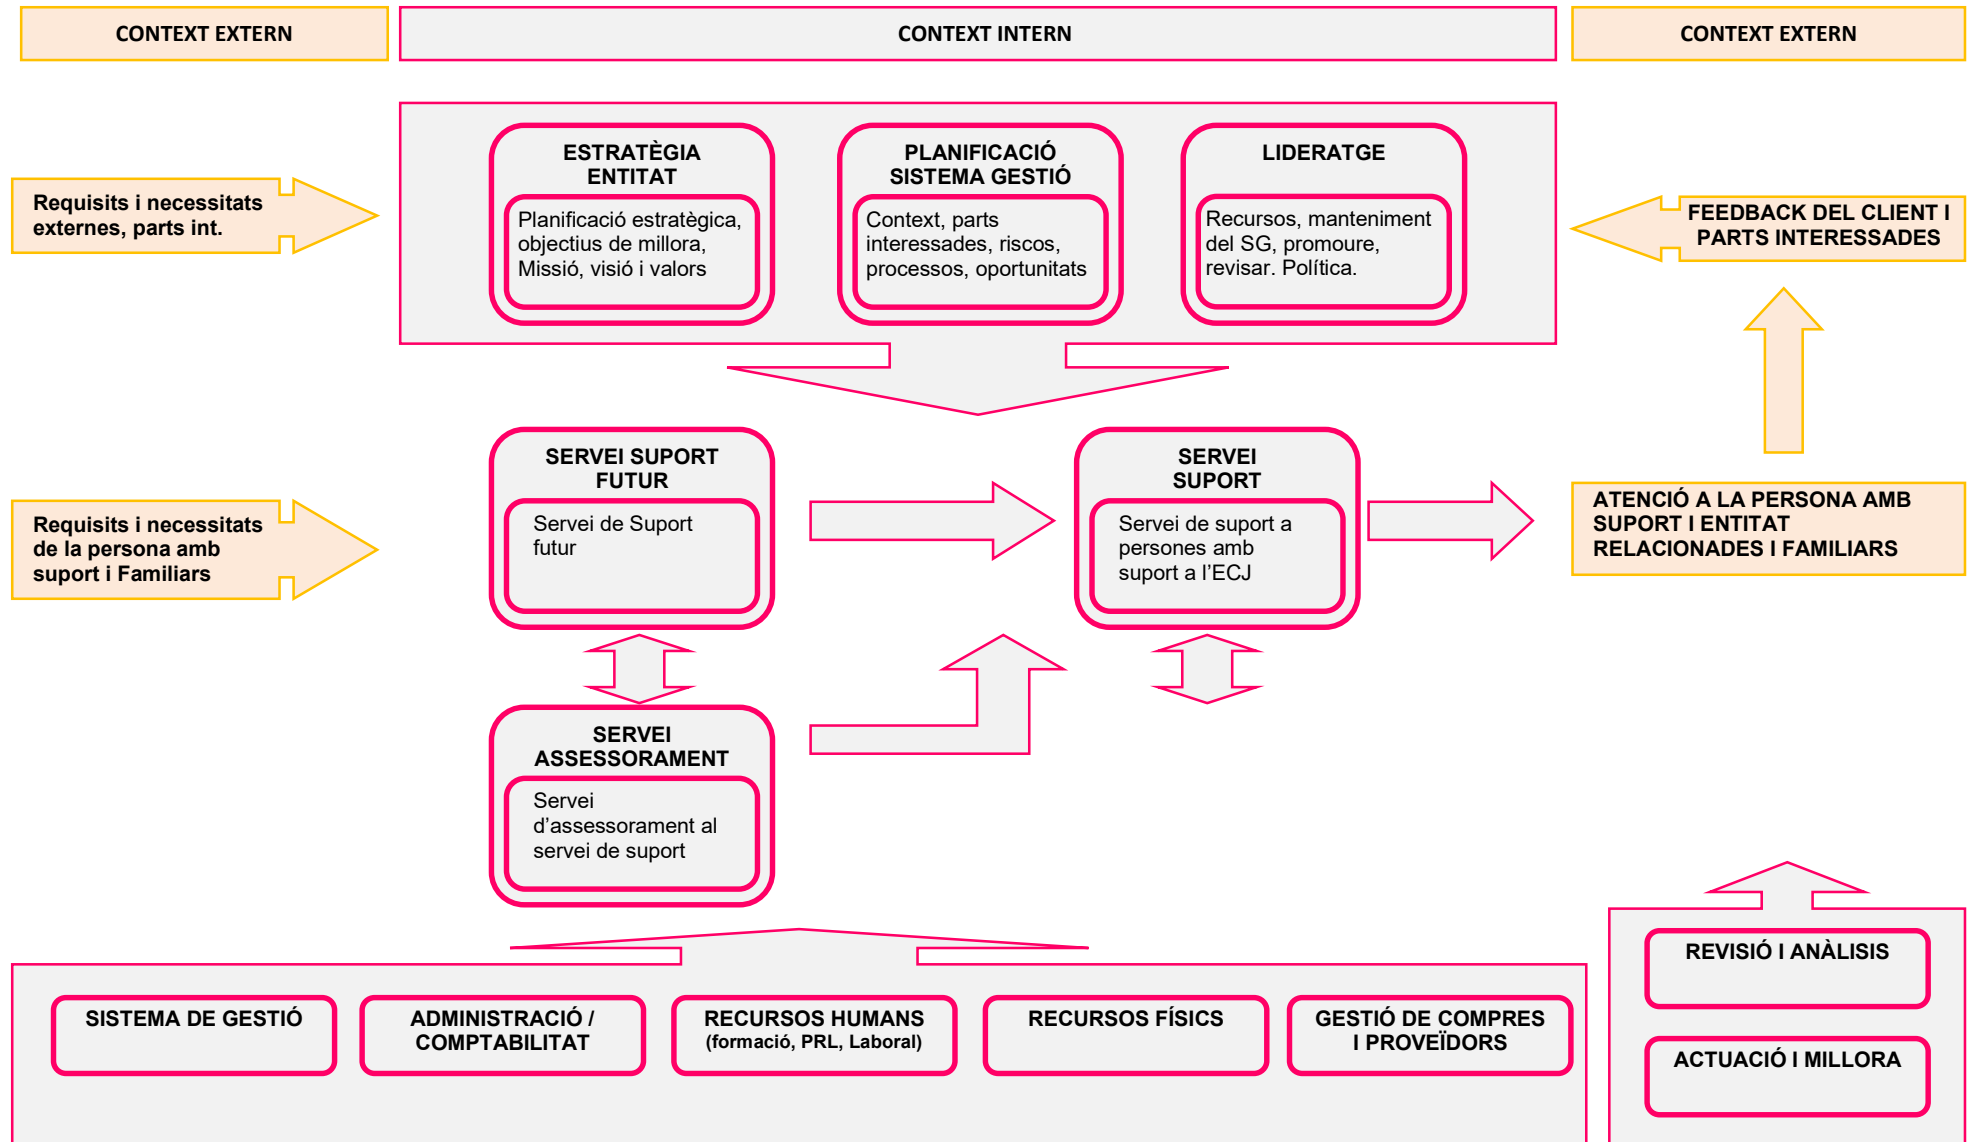 CONTEXT EXTERN
CONTEXT INTERN
CONTEXT EXTERN
ESTRATÈGIA
ENTITAT
Planificació estratègica,
objectius de millora,
Missió, visió i valors
PLANIFICACIÓ
SISTEMA GESTIÓ
Context, parts
interessades, riscos,
processos, oportunitats
LIDERATGE
Recursos, manteniment
del SG, promoure,
revisar. Política.
Requisits i necessitats
externes, parts int.
FEEDBACK DEL CLIENT I
PARTS INTERESSADES
Requisits i necessitats
de la persona amb
suport i Familiars
SERVEI SUPORT
FUTUR
Servei de Suport
futur
SERVEI
SUPORT
Servei de suport a
persones amb
suport a l’ECJ
ATENCIÓ A LA PERSONA AMB
SUPORT I ENTITAT
RELACIONADES I FAMILIARS
SERVEI
ASSESSORAMENT
Servei
d’assessorament al
servei de suport
SISTEMA DE GESTIÓ
ADMINISTRACIÓ /
COMPTABILITAT
RECURSOS HUMANS
(formació, PRL, Laboral)
RECURSOS FÍSICS
GESTIÓ DE COMPRES
I PROVEÏDORS
REVISIÓ I ANÀLISIS
ACTUACIÓ I MILLORA